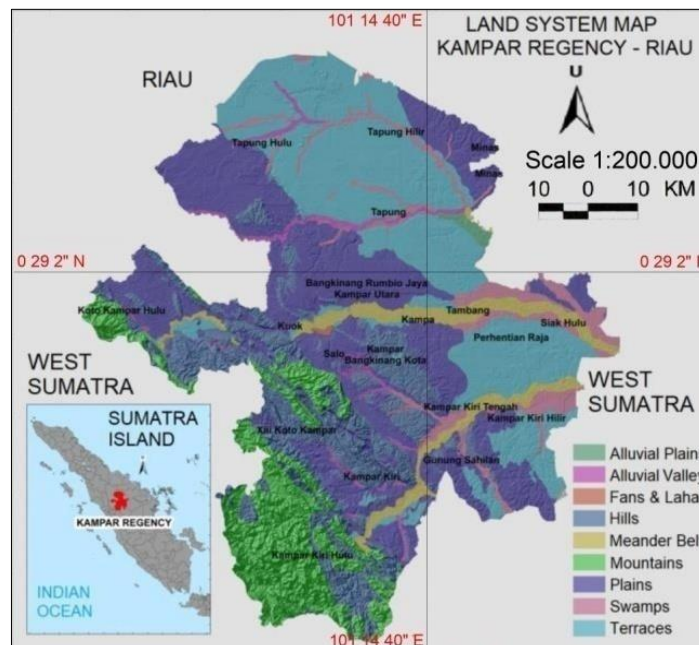 101 14 40" E
LAND SYSTEM MAP
KAMPAR REGENCY - RIAU
U
Scale 1:200.000
10 0 10 KM
RIAU
Tapung Hilir
Tapung Hulu
Minas
Minas
Tapung
0 29 2" N
0 29 2" N
Bangkinang Rumbio Jaya
Kampar Utara
Koto Kampar Hulu
Tambang
Kuok
Kampa
Siak Hulu
Perhentian Raja
Salo
Kampar
Bangkinang Kota
WEST
SUMATRA
WEST
SUMATRA
Kampar Kiri Tengah
Kampar Kiri Hilir
XIII Koto Kampar
Gunung Sahilan
Kampar Kiri
Kampar Kiri Hulu
SUMATRA
ISLAND
KAMPAR REGENCY
INDIAN
OCEAN
Alluvial Plain
Alluvial Valley
Fans & Laha
Hills
Meander Bel
Mountains
Plains
Swamps
Terraces
101 14 40" E